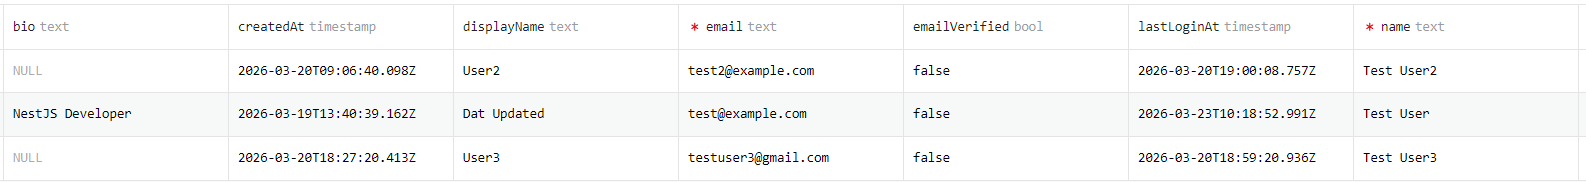 bio text createdAt timestamp displayName text * email text emailVerified bool lastLoginAt timestamp * name text
NULL 2026-03-20T09:06:40.098Z User2 test2@example.com false 2026-03-20T19:00:08.757Z Test User2
NestJS Developer 2026-03-19T13:40:39.162Z Dat Updated test@example.com false 2026-03-23T10:18:52.991Z Test User
NULL 2026-03-20T18:27:20.413Z User3 testuser3@gmail.com false 2026-03-20T18:59:20.936Z Test User3